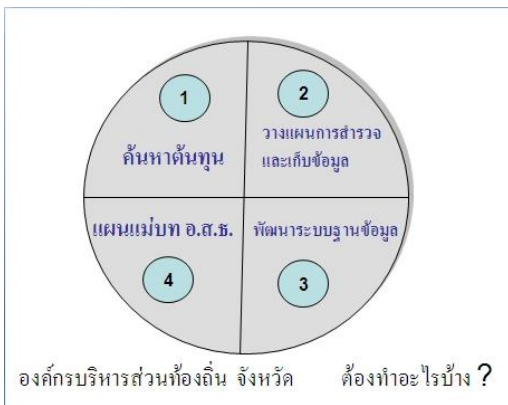 1
ค้นหาต้นทุน
2
วางแผนการสำรวจ
และเก็บข้อมูล
แผนแม่บท อ.ส.ธ.
4
พัฒนาระบบฐานข้อมูล
3
องค์กรบริหารส่วนท้องถิ่น จังหวัด ต้องทำอะไรบ้าง ?